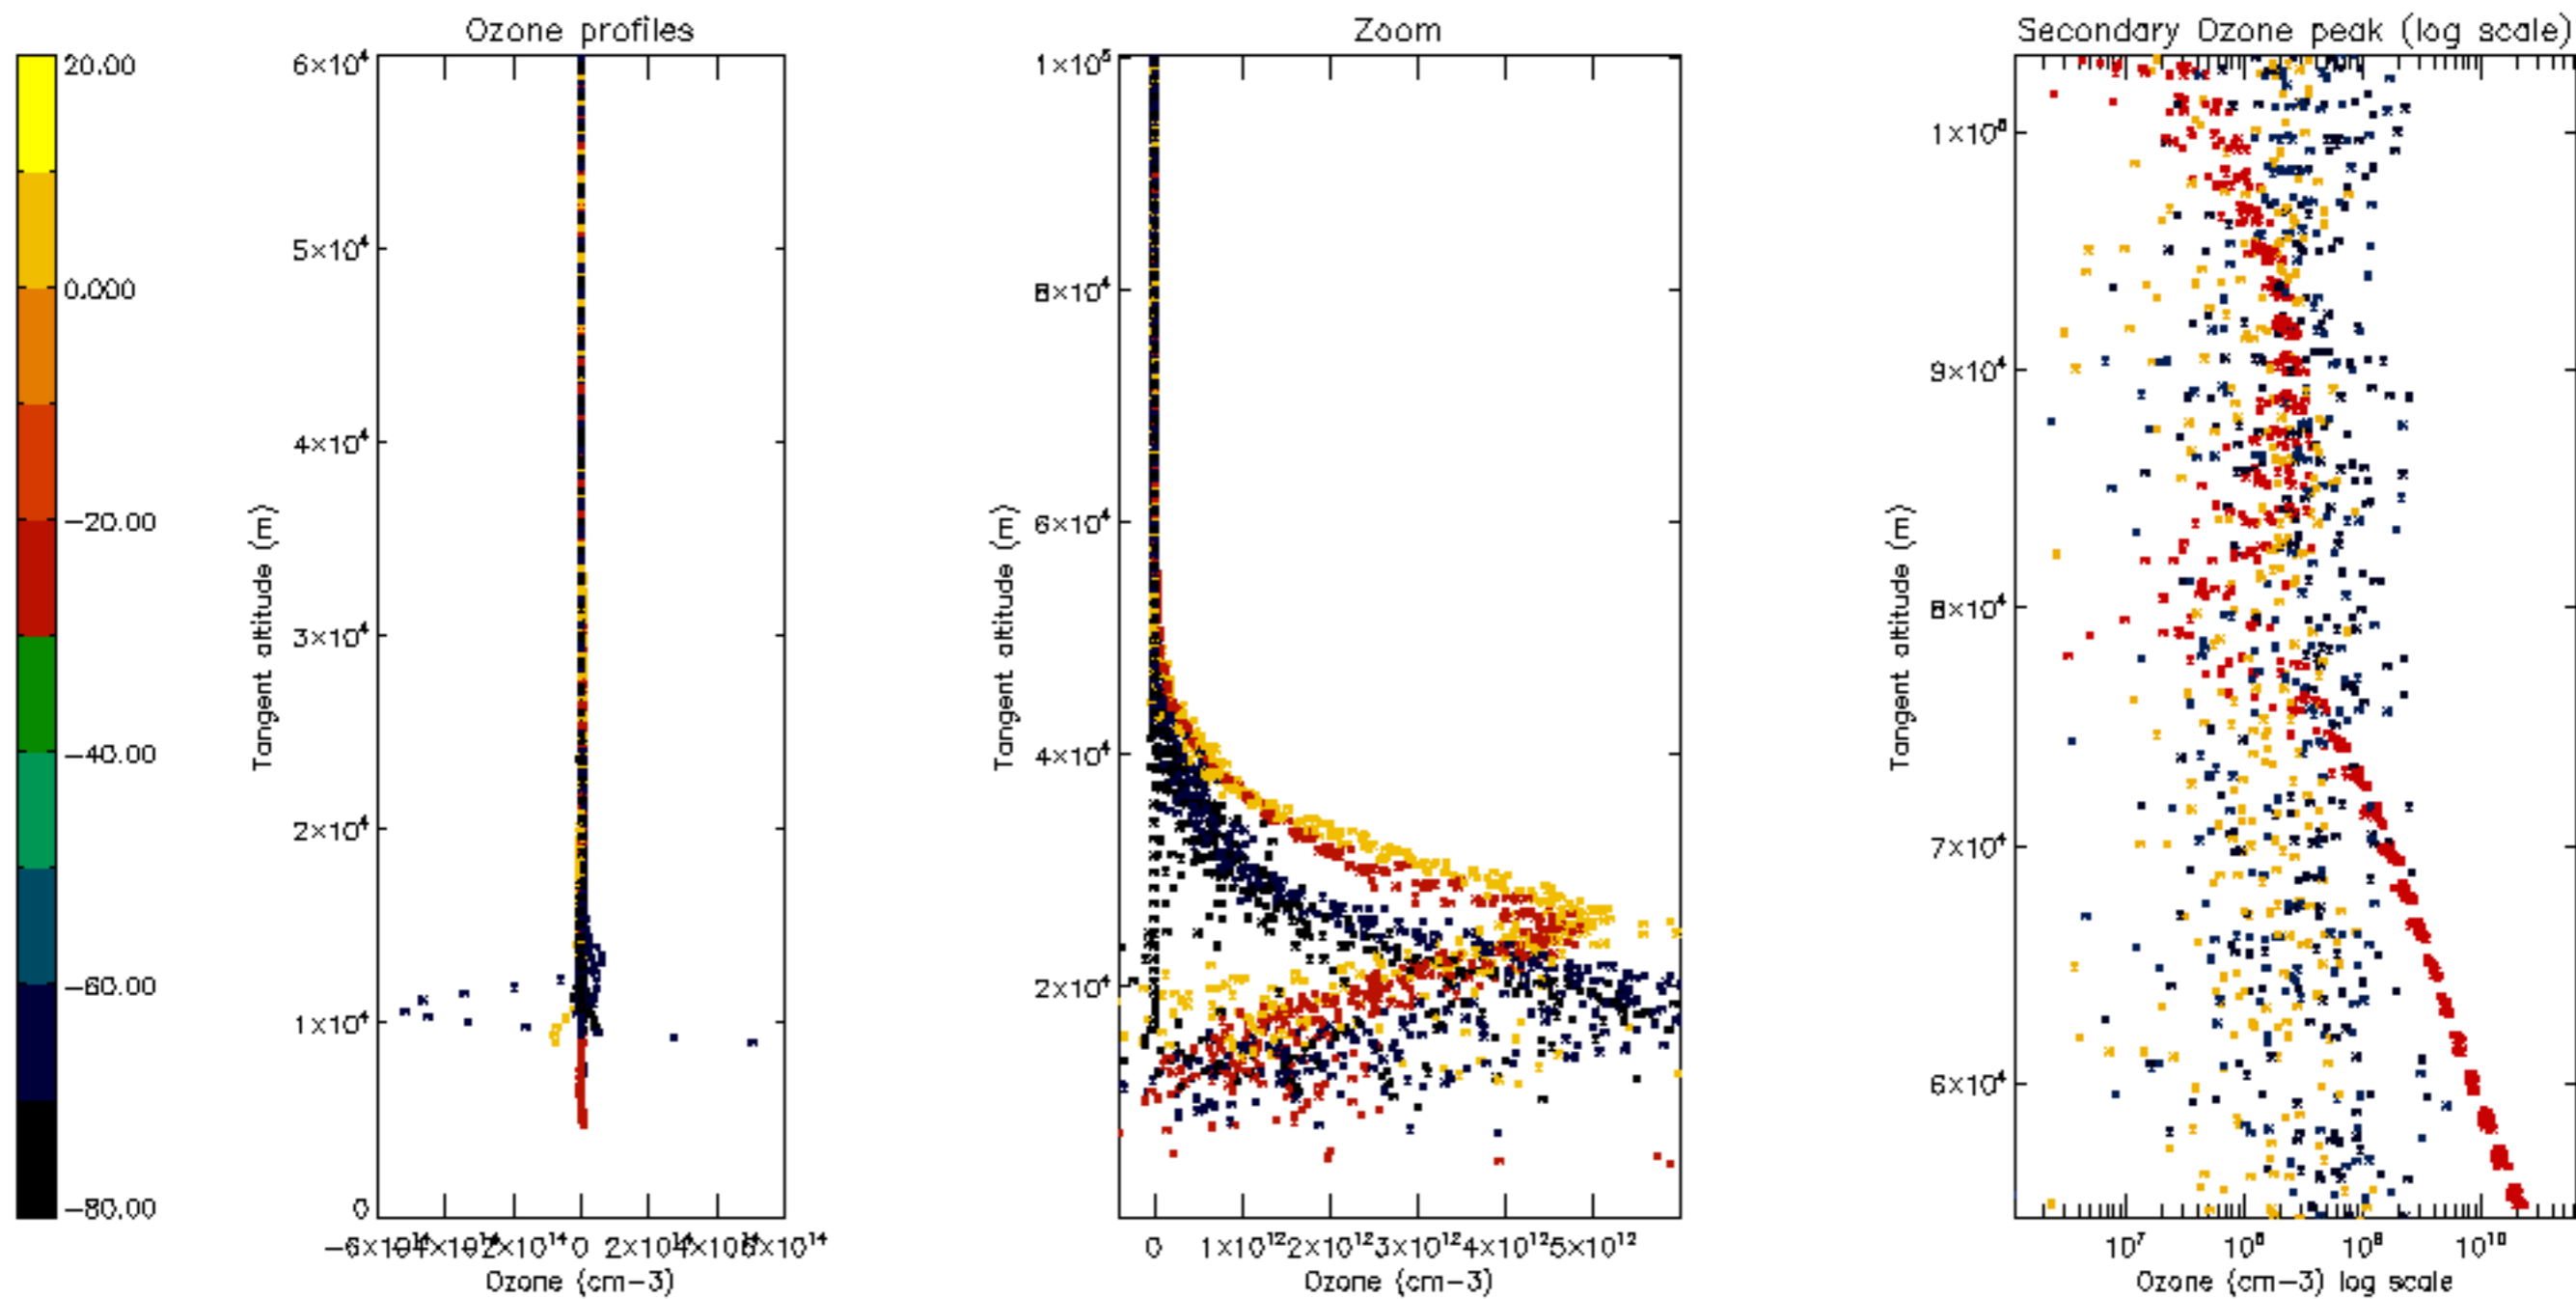 Ozone profiles
Zoom
Secondary Ozone peak (log scale)
20.00
0.000
−20.00
−40.00
−60.00
−80.00
Tangent altitude (m)
6×10⁴
5×10⁴
4×10⁴
3×10⁴
2×10⁴
1×10⁴
0
0 2×10¹⁴
Ozone (cm−3)
Tangent altitude (m)
1×10⁵
8×10⁴
6×10⁴
4×10⁴
2×10⁴
0 1×10¹² 2×10¹² 3×10¹² 4×10¹² 5×10¹²
Ozone (cm−3)
Tangent altitude (m)
1×10⁵
9×10⁴
8×10⁴
7×10⁴
6×10⁴
10⁷ 10⁸ 10⁹ 10¹⁰
Ozone (cm−3) log scale